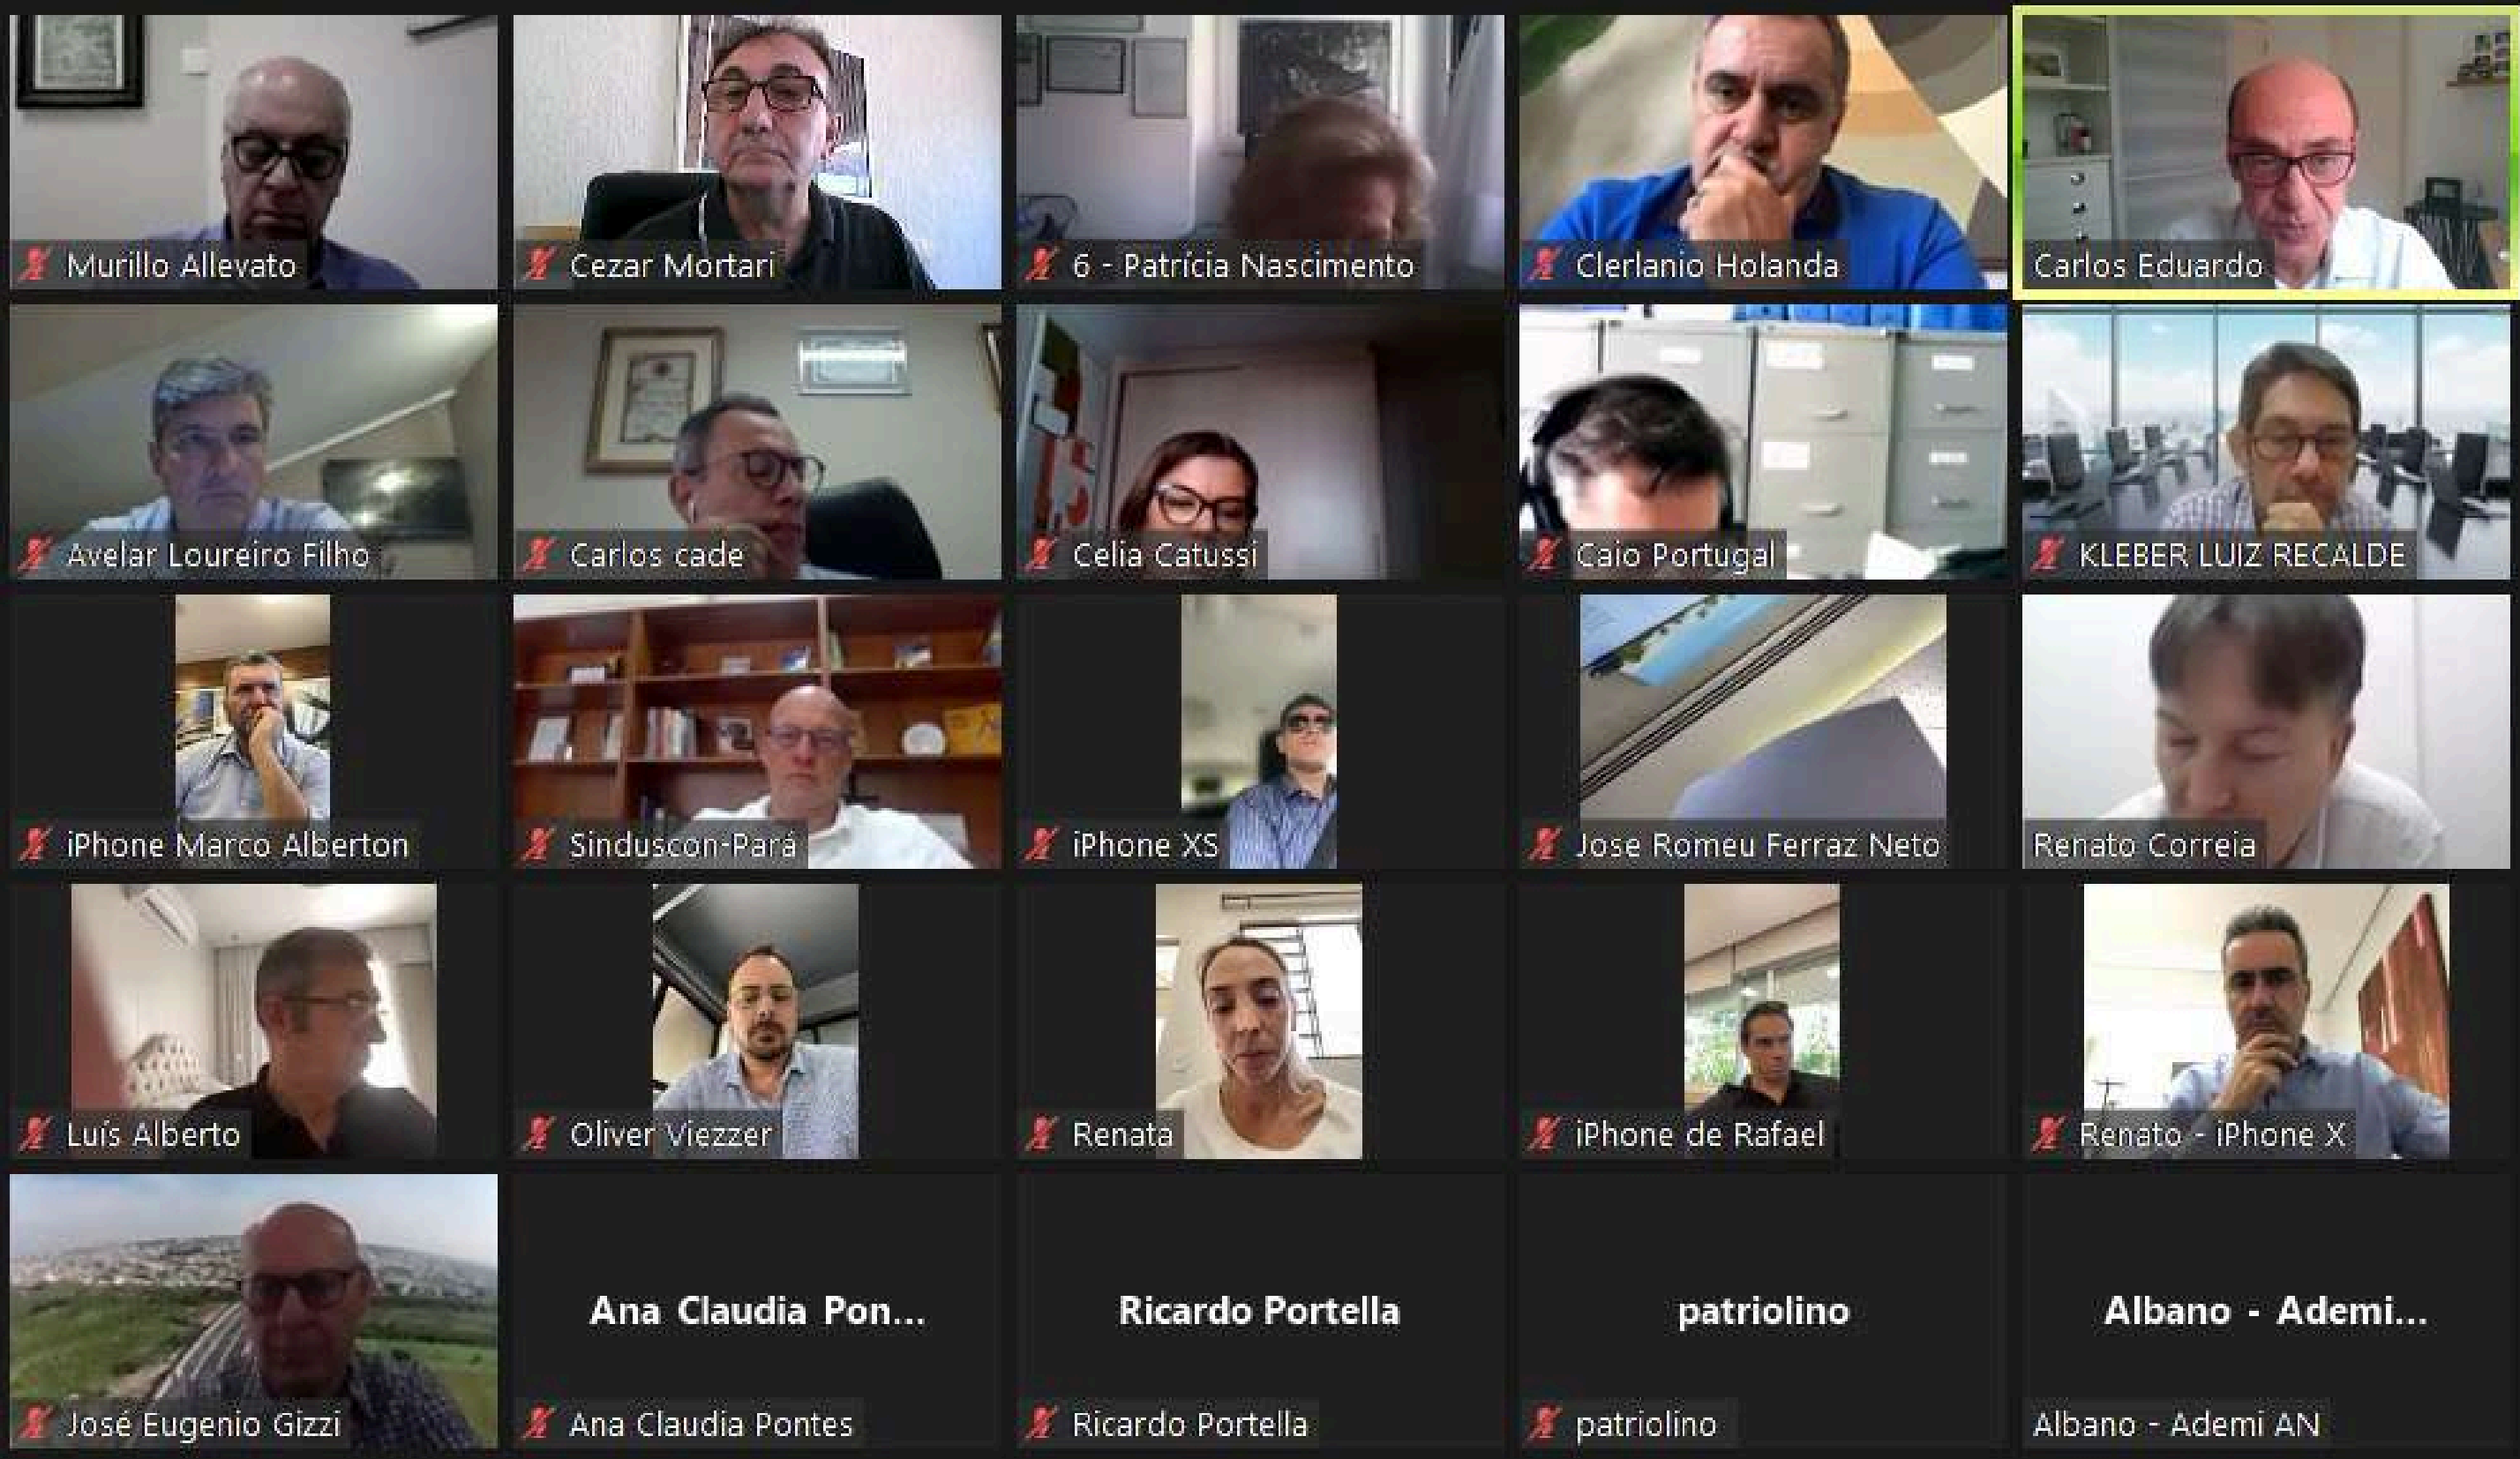 Murillo Allevato
Cezar Mortari
6 - Patrícia Nascimento
Clerlanio Holanda
Carlos Eduardo
Avelar Loureiro Filho
Carlos cade
Celia Catussi
Caio Portugal
KLEBER LUIZ RECALDE
iPhone Marco Alberton
Sinduscon-Pará
iPhone XS
Jose Romeu Ferraz Neto
Renato Correia
Luís Alberto
Oliver Viezzer
Renata
iPhone de Rafael
Renato - iPhone X
José Eugenio Gizzi
Ana Claudia Pon...
Ana Claudia Pontes
Ricardo Portella
Ricardo Portella
patriolino
patriolino
Albano - Ademi...
Albano - Ademi AN